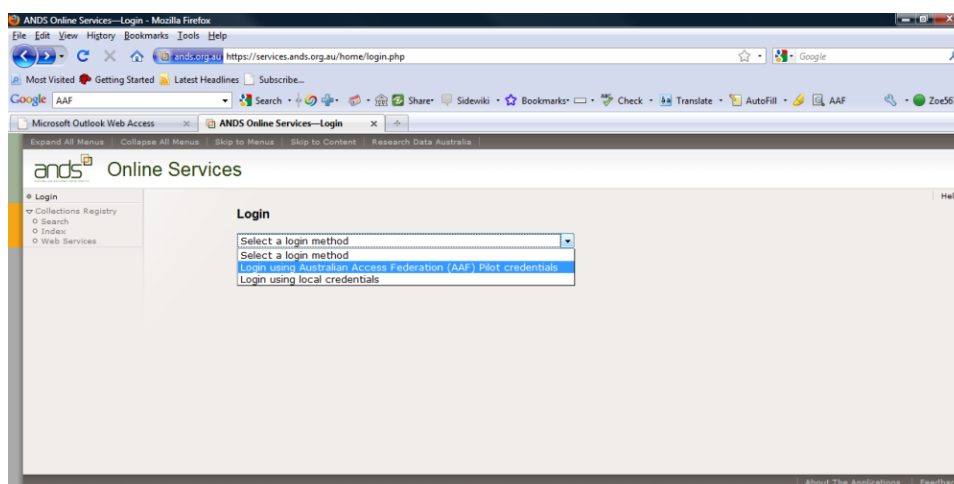 ANDS Online Services—Login - Mozilla Firefox
File Edit View History Bookmarks Tools Help
ands.org.au https://services.ands.org.au/home/login.php Google
Most Visited Getting Started Latest Headlines Subscribe...
Google AAF Search Share Sidewiki Bookmarks Check Translate AutoFill AAF Zoe56
Microsoft Outlook Web Access ANDS Online Services—Login
Expand All Menus Collapse All Menus Skip to Menus Skip to Content Research Data Australia
ands Online Services
Login Hel
Collections Registry
Search
Index
Web Services
Login
Select a login method
Select a login method
Login using Australian Access Federation (AAF) Pilot credentials
Login using local credentials
About The Applications Feedba